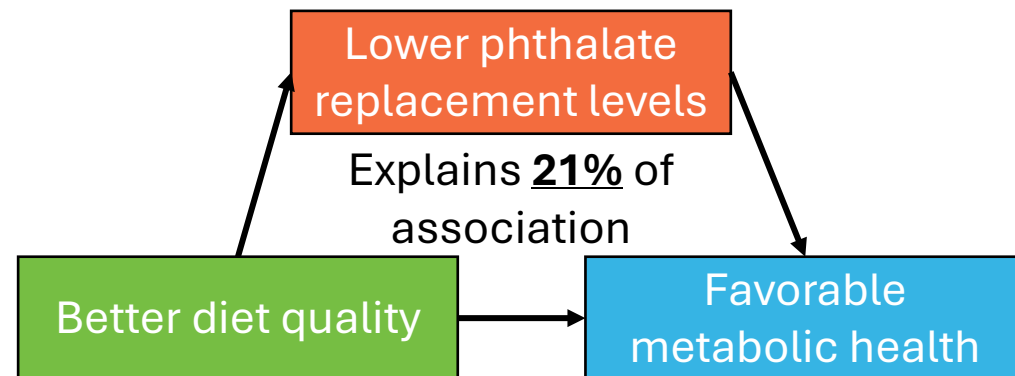 Lower phthalate
replacement levels
Explains 21% of
association
Better diet quality
Favorable
metabolic health